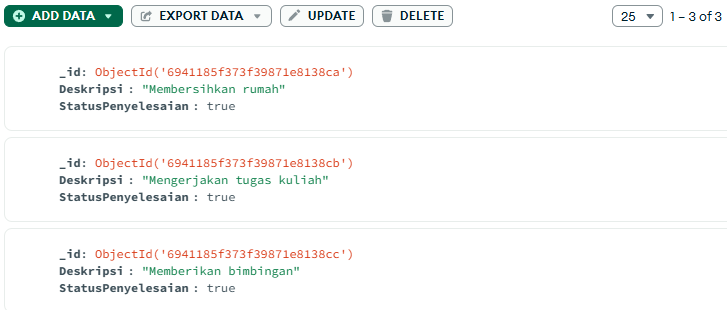 ADD DATA EXPORT DATA UPDATE DELETE 25 1 – 3 of 3
_id: ObjectId('6941185f373f39871e8138ca')
Deskripsi : "Membersihkan rumah"
StatusPenyelesaian : true
_id: ObjectId('6941185f373f39871e8138cb')
Deskripsi : "Mengerjakan tugas kuliah"
StatusPenyelesaian : true
_id: ObjectId('6941185f373f39871e8138cc')
Deskripsi : "Memberikan bimbingan"
StatusPenyelesaian : true